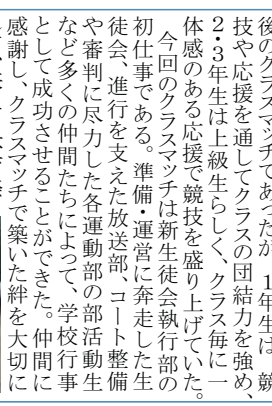 後のクラスマッチであったが、1年生は、競
技や応援を通してクラスの団結力を強め、
2・3年生は上級生らしく、クラス毎に一
体感のある応援で競技を盛り上げていた。
今回のクラスマッチは新生徒会執行部の
初仕事である。準備・運営に奔走した生
徒会、進行を支えた放送部、コート整備
や審判に尽力した各運動部の部活動生
など多くの仲間たちによって、学校行事
として成功させることができた。仲間に
感謝し、クラスマッチで築いた絆を大切に